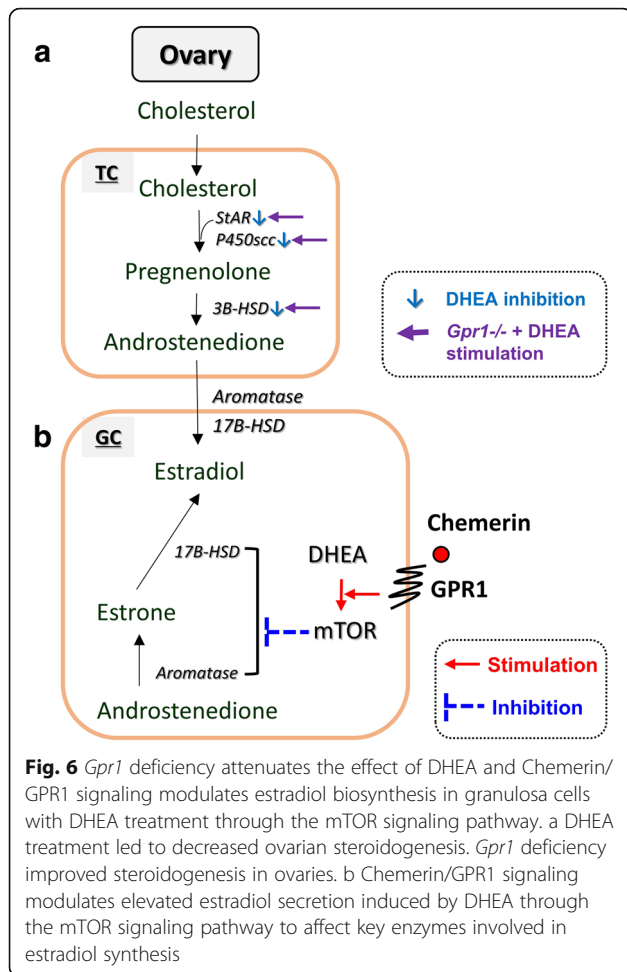 a
Ovary
Cholesterol
TC
Cholesterol
StAR
P450scc
Pregnenolone
3B-HSD
Androstenedione
DHEA inhibition
Gpr1-/- + DHEA
stimulation
Aromatase
17B-HSD
b
GC
Estradiol
Chemerin
17B-HSD
DHEA
GPR1
Estrone
mTOR
Aromatase
Androstenedione
Stimulation
Inhibition
Fig. 6 Gpr1 deficiency attenuates the effect of DHEA and Chemerin/
GPR1 signaling modulates estradiol biosynthesis in granulosa cells
with DHEA treatment through the mTOR signaling pathway. a DHEA
treatment led to decreased ovarian steroidogenesis. Gpr1 deficiency
improved steroidogenesis in ovaries. b Chemerin/GPR1 signaling
modulates elevated estradiol secretion induced by DHEA through
the mTOR signaling pathway to affect key enzymes involved in
estradiol synthesis